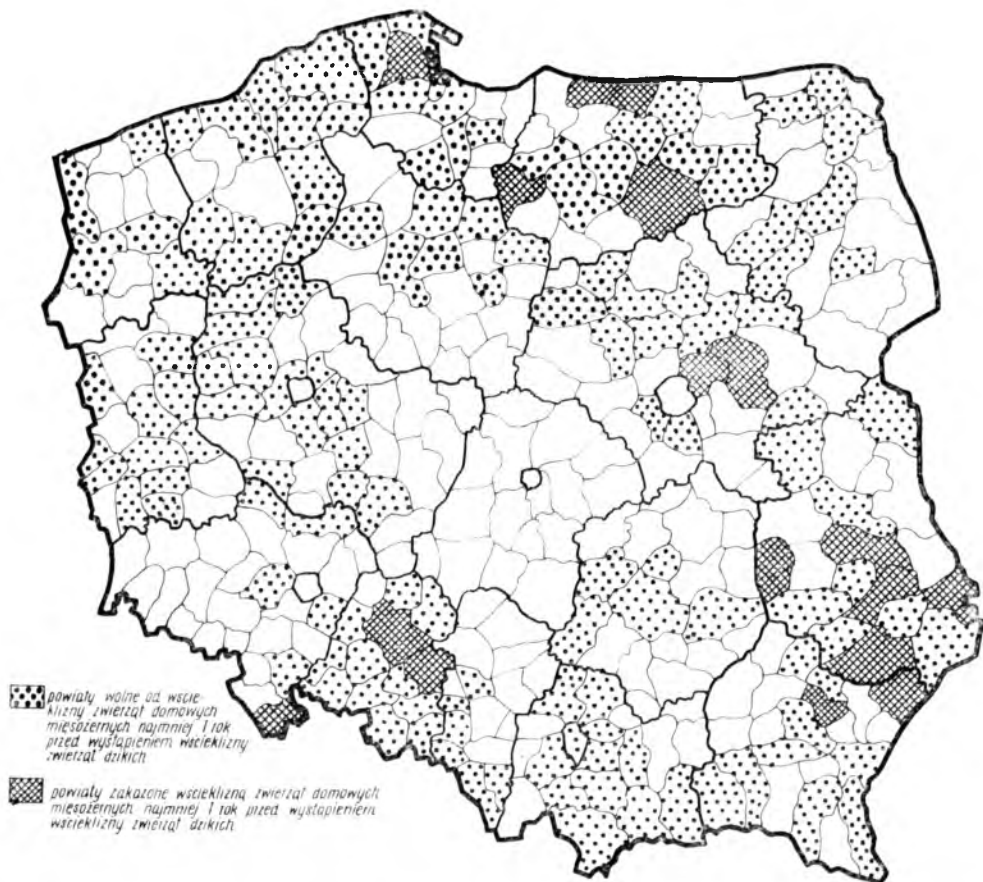 powiaty wolne od wście-
klizny zwierząt domowych
mięsożernych najmniej 1 rok
przed wystąpieniem wścieklizny
zwierząt dzikich
powiaty zakażone wścieklizną zwierząt domowych
mięsożernych najmniej 1 rok przed wystąpieniem
wścieklizny zwierząt dzikich